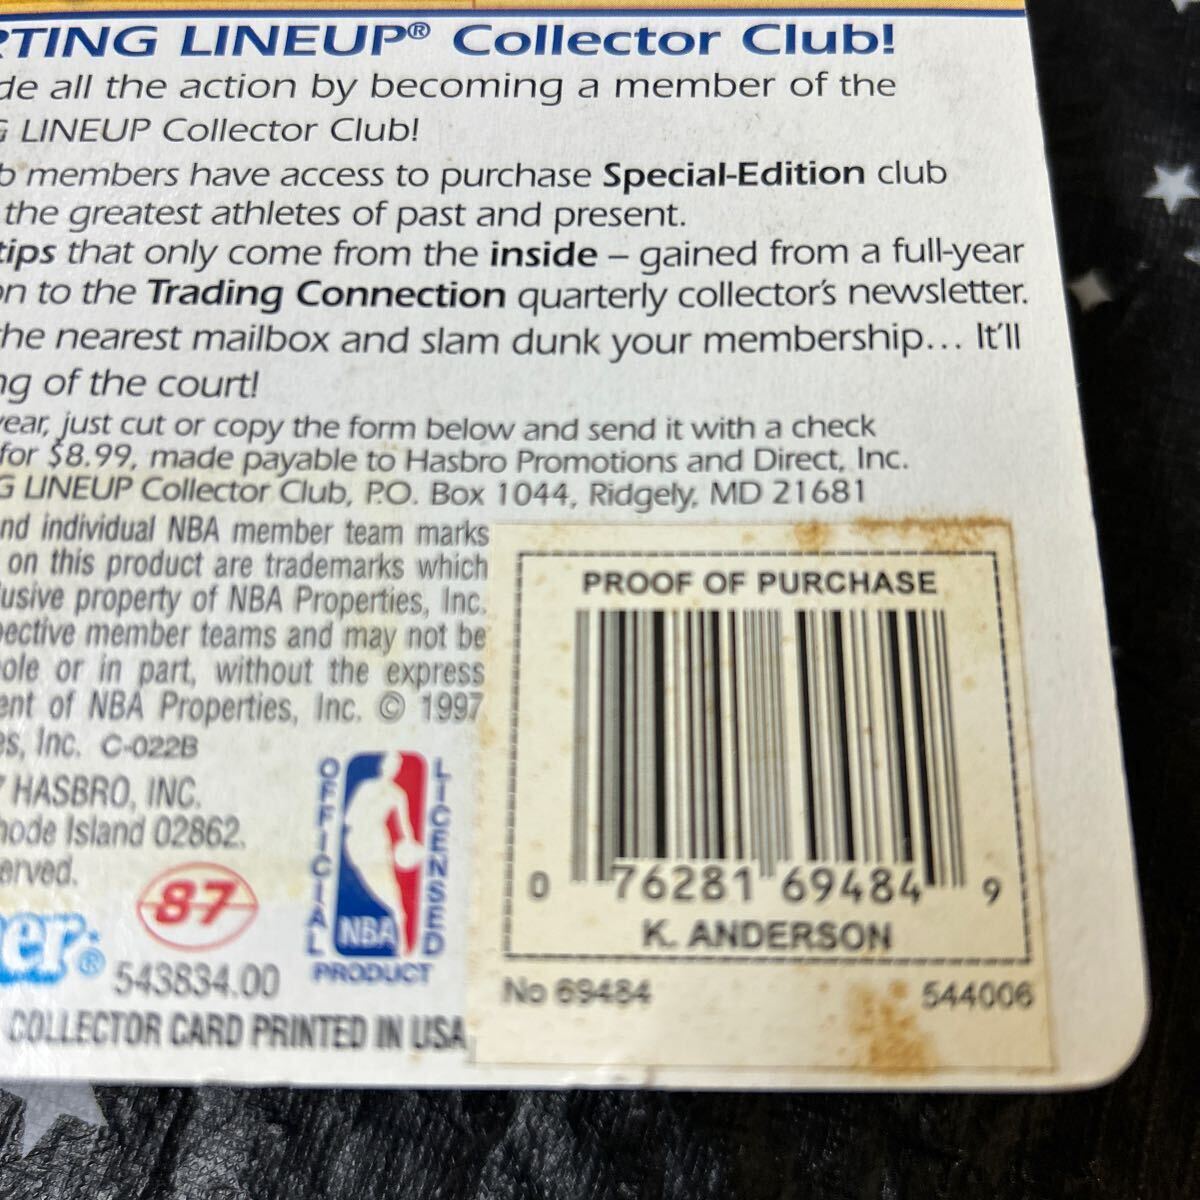 TING LINEUP® Collector Club!
de all the action by becoming a member of the
LINEUP Collector Club!
members have access to purchase Special-Edition club
the greatest athletes of past and present.
tips that only come from the inside – gained from a full-year
on to the Trading Connection quarterly collector's newsletter.
he nearest mailbox and slam dunk your membership... It'll
ng of the court!
ear, just cut or copy the form below and send it with a check
for $8.99, made payable to Hasbro Promotions and Direct, Inc.
G LINEUP Collector Club, P.O. Box 1044, Ridgely, MD 21681
nd individual NBA member team marks
on this product are trademarks which
lusive property of NBA Properties, Inc.
pective member teams and may not be
ole or in part, without the express
ent of NBA Properties, Inc. © 1997
es, Inc. C-022B
HASBRO, INC.
hode Island 02862.
erved.
87
er®
543834.00
OFFICIAL
LICENSED
NBA
PRODUCT
COLLECTOR CARD PRINTED IN USA
PROOF OF PURCHASE
0 76281 69484 9
K. ANDERSON
No 69484
544006